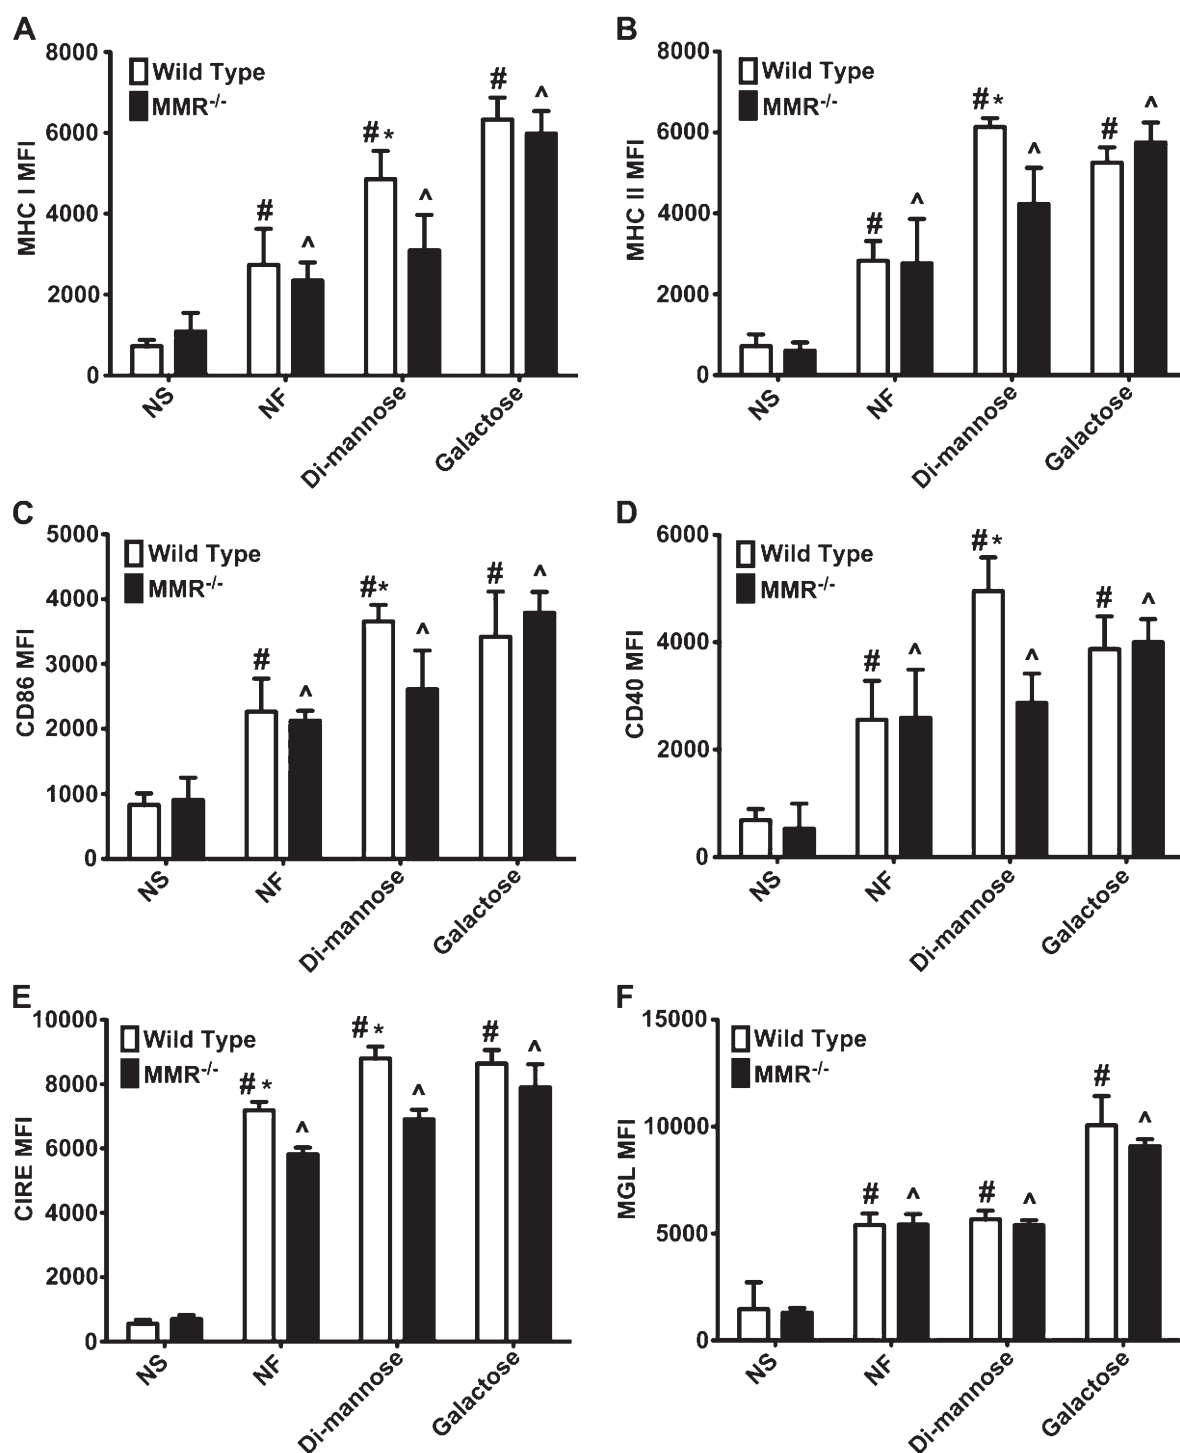 A
8000
6000
4000
2000
0
MHC I MFI
Wild Type
MMR-/-
#
^
#*
^
#
^
NS
NF
Di-mannose
Galactose
B
8000
6000
4000
2000
0
MHC II MFI
Wild Type
MMR-/-
#
^
#*
^
#
^
NS
NF
Di-mannose
Galactose
C
5000
4000
3000
2000
1000
0
CD86 MFI
Wild Type
MMR-/-
#
^
#*
^
#
^
NS
NF
Di-mannose
Galactose
D
6000
4000
2000
0
CD40 MFI
Wild Type
MMR-/-
#
^
#*
^
#
^
NS
NF
Di-mannose
Galactose
E
10000
8000
6000
4000
2000
0
CIRE MFI
Wild Type
MMR-/-
#*
^
#*
^
#
^
NS
NF
Di-mannose
Galactose
F
15000
10000
5000
0
MGL MFI
Wild Type
MMR-/-
#
^
#
^
#
^
NS
NF
Di-mannose
Galactose